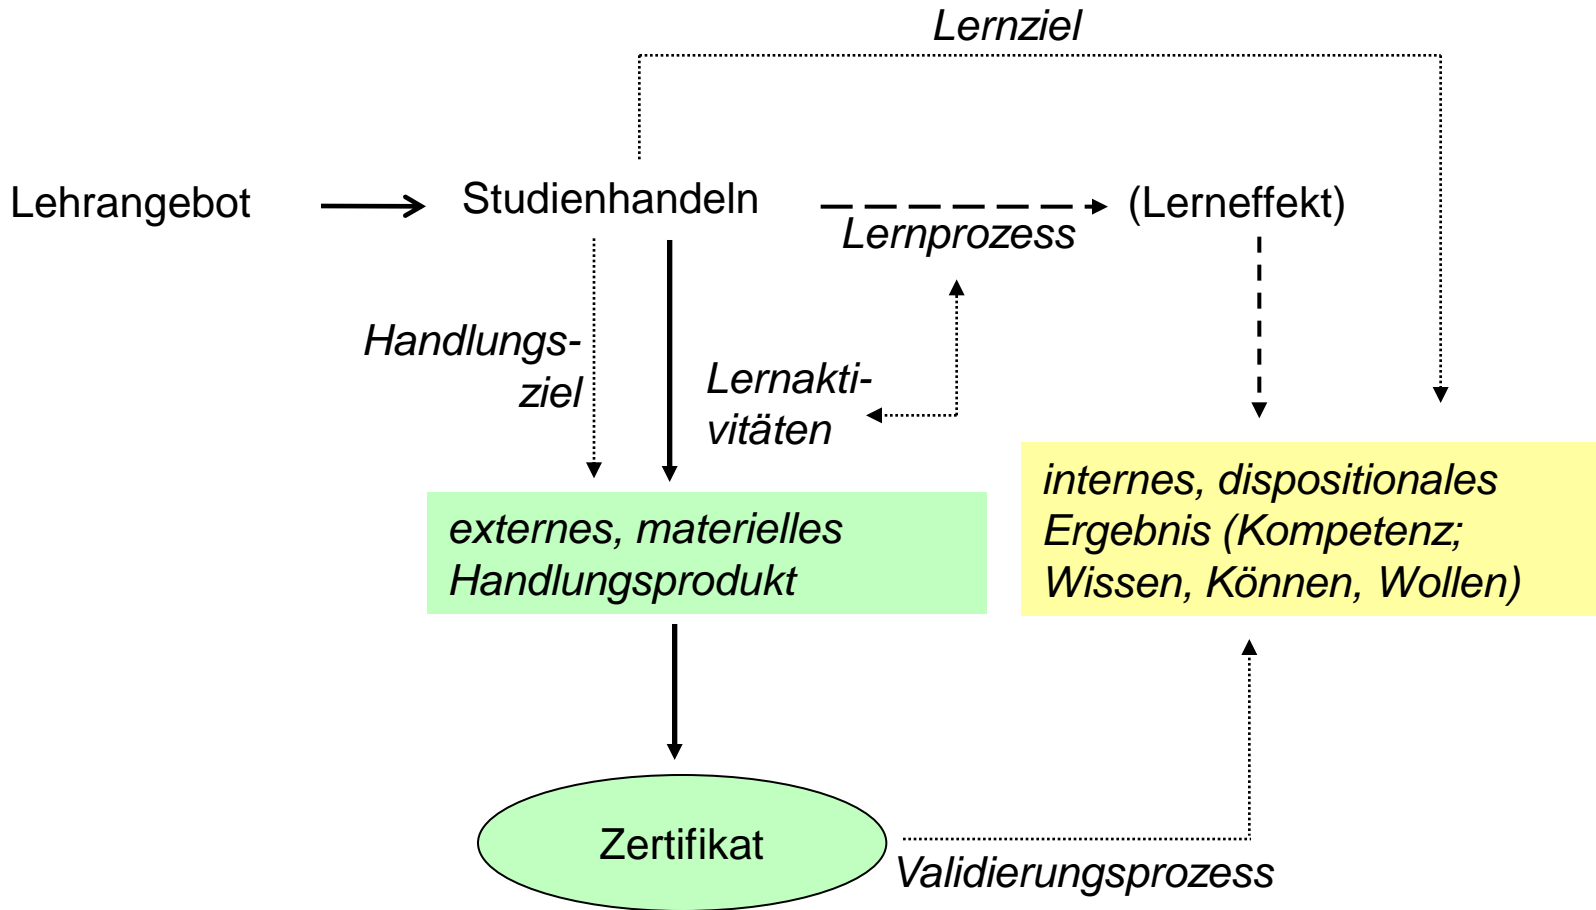 Lernziel
Lehrangebot
Studienhandeln
(Lerneffekt)
Lernprozess
Handlungs-
ziel
Lernakti-
vitäten
externes, materielles
Handlungsprodukt
internes, dispositionales
Ergebnis (Kompetenz;
Wissen, Können, Wollen)
Zertifikat
Validierungsprozess